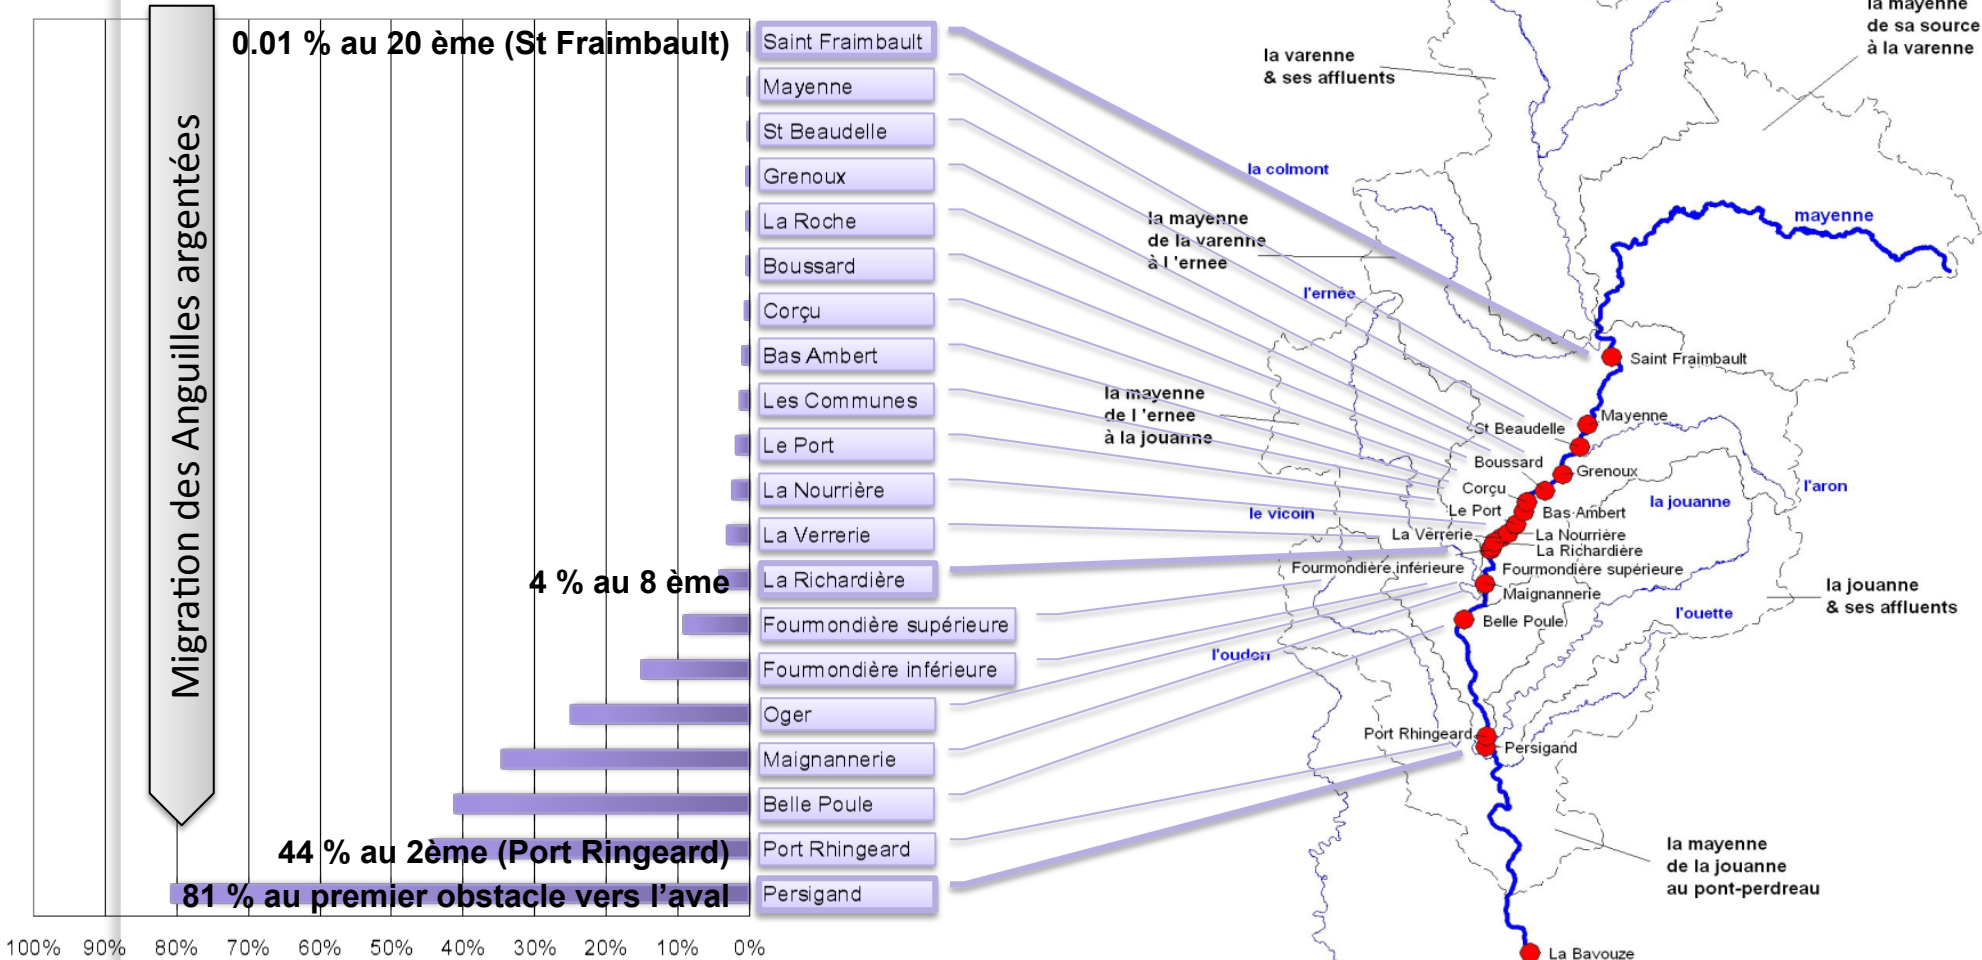 Migration des Anguilles argentées
0.01 % au 20 ème (St Fraimbault)
4 % au 8 ème
44 % au 2ème (Port Ringeard)
81 % au premier obstacle vers l’aval
Saint Fraimbault
Mayenne
St Beaudelle
Grenoux
La Roche
Boussard
Corçu
Bas Ambert
Les Communes
Le Port
La Nourrière
La Verrerie
La Richardière
Fourmondière supérieure
Fourmondière inférieure
Oger
Maignannerie
Belle Poule
Port Rhingeard
Persigand
100% 90% 80% 70% 60% 50% 40% 30% 20% 10% 0%
la mayenne
de sa source
à la varenne
la varenne
& ses affluents
la colmont
la mayenne
de la varenne
à l 'ernee
mayenne
l'ernée
Saint Fraimbault
la mayenne
de l 'ernee
à la jouanne
Mayenne
St Beaudelle
Boussard
Grenoux
Corçu
l'aron
la jouanne
Le Port
Bas Ambert
le vicoin
La Verrerie
La Nourrière
La Richardière
Fourmondière inférieure
Fourmondière supérieure
Maignannerie
la jouanne
& ses affluents
l'ouette
Belle Poule
l'oudon
Port Rhingeard
Persigand
la mayenne
de la jouanne
au pont-perdreau
La Bavouze